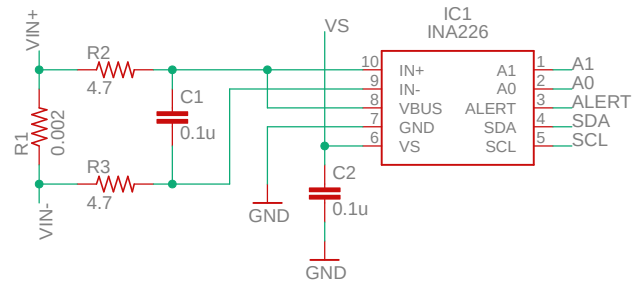 IC1
INA226
VIN+
VS
R2
4.7
C1
0.1u
R1
0.002
R3
4.7
VIN-
10 IN+ A1 1 A1
9 IN- A0 2 A0
8 VBUS ALERT 3 ALERT
7 GND SDA 4 SDA
6 VS SCL 5 SCL
C2
0.1u
GND
GND